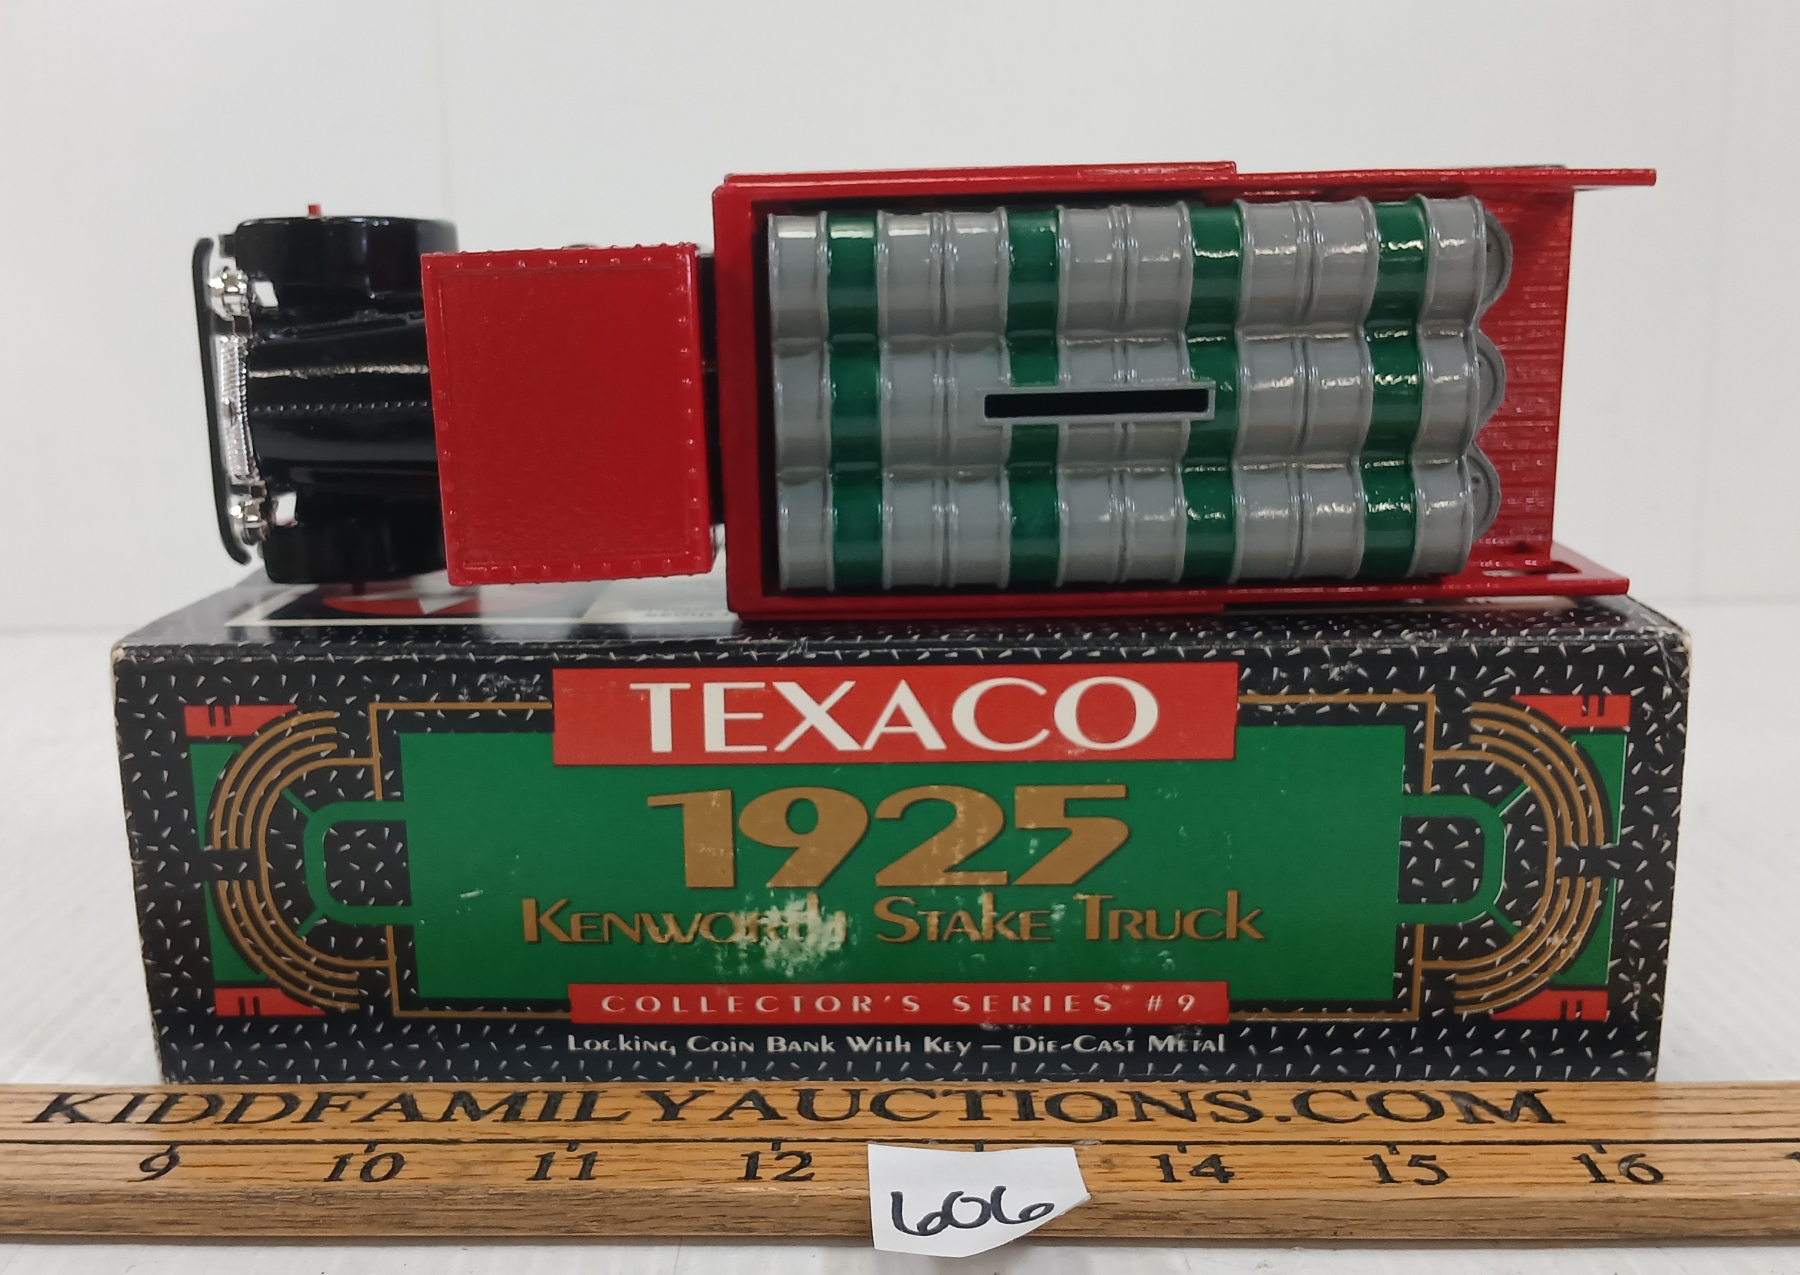 TEXACO
1925
KENWORTH STAKE TRUCK
COLLECTOR'S SERIES #9
LOCKING COIN BANK WITH KEY – DIE-CAST METAL
KIDDFAMILYAUCTIONS.COM
9 10 11 12 14 15 16
606